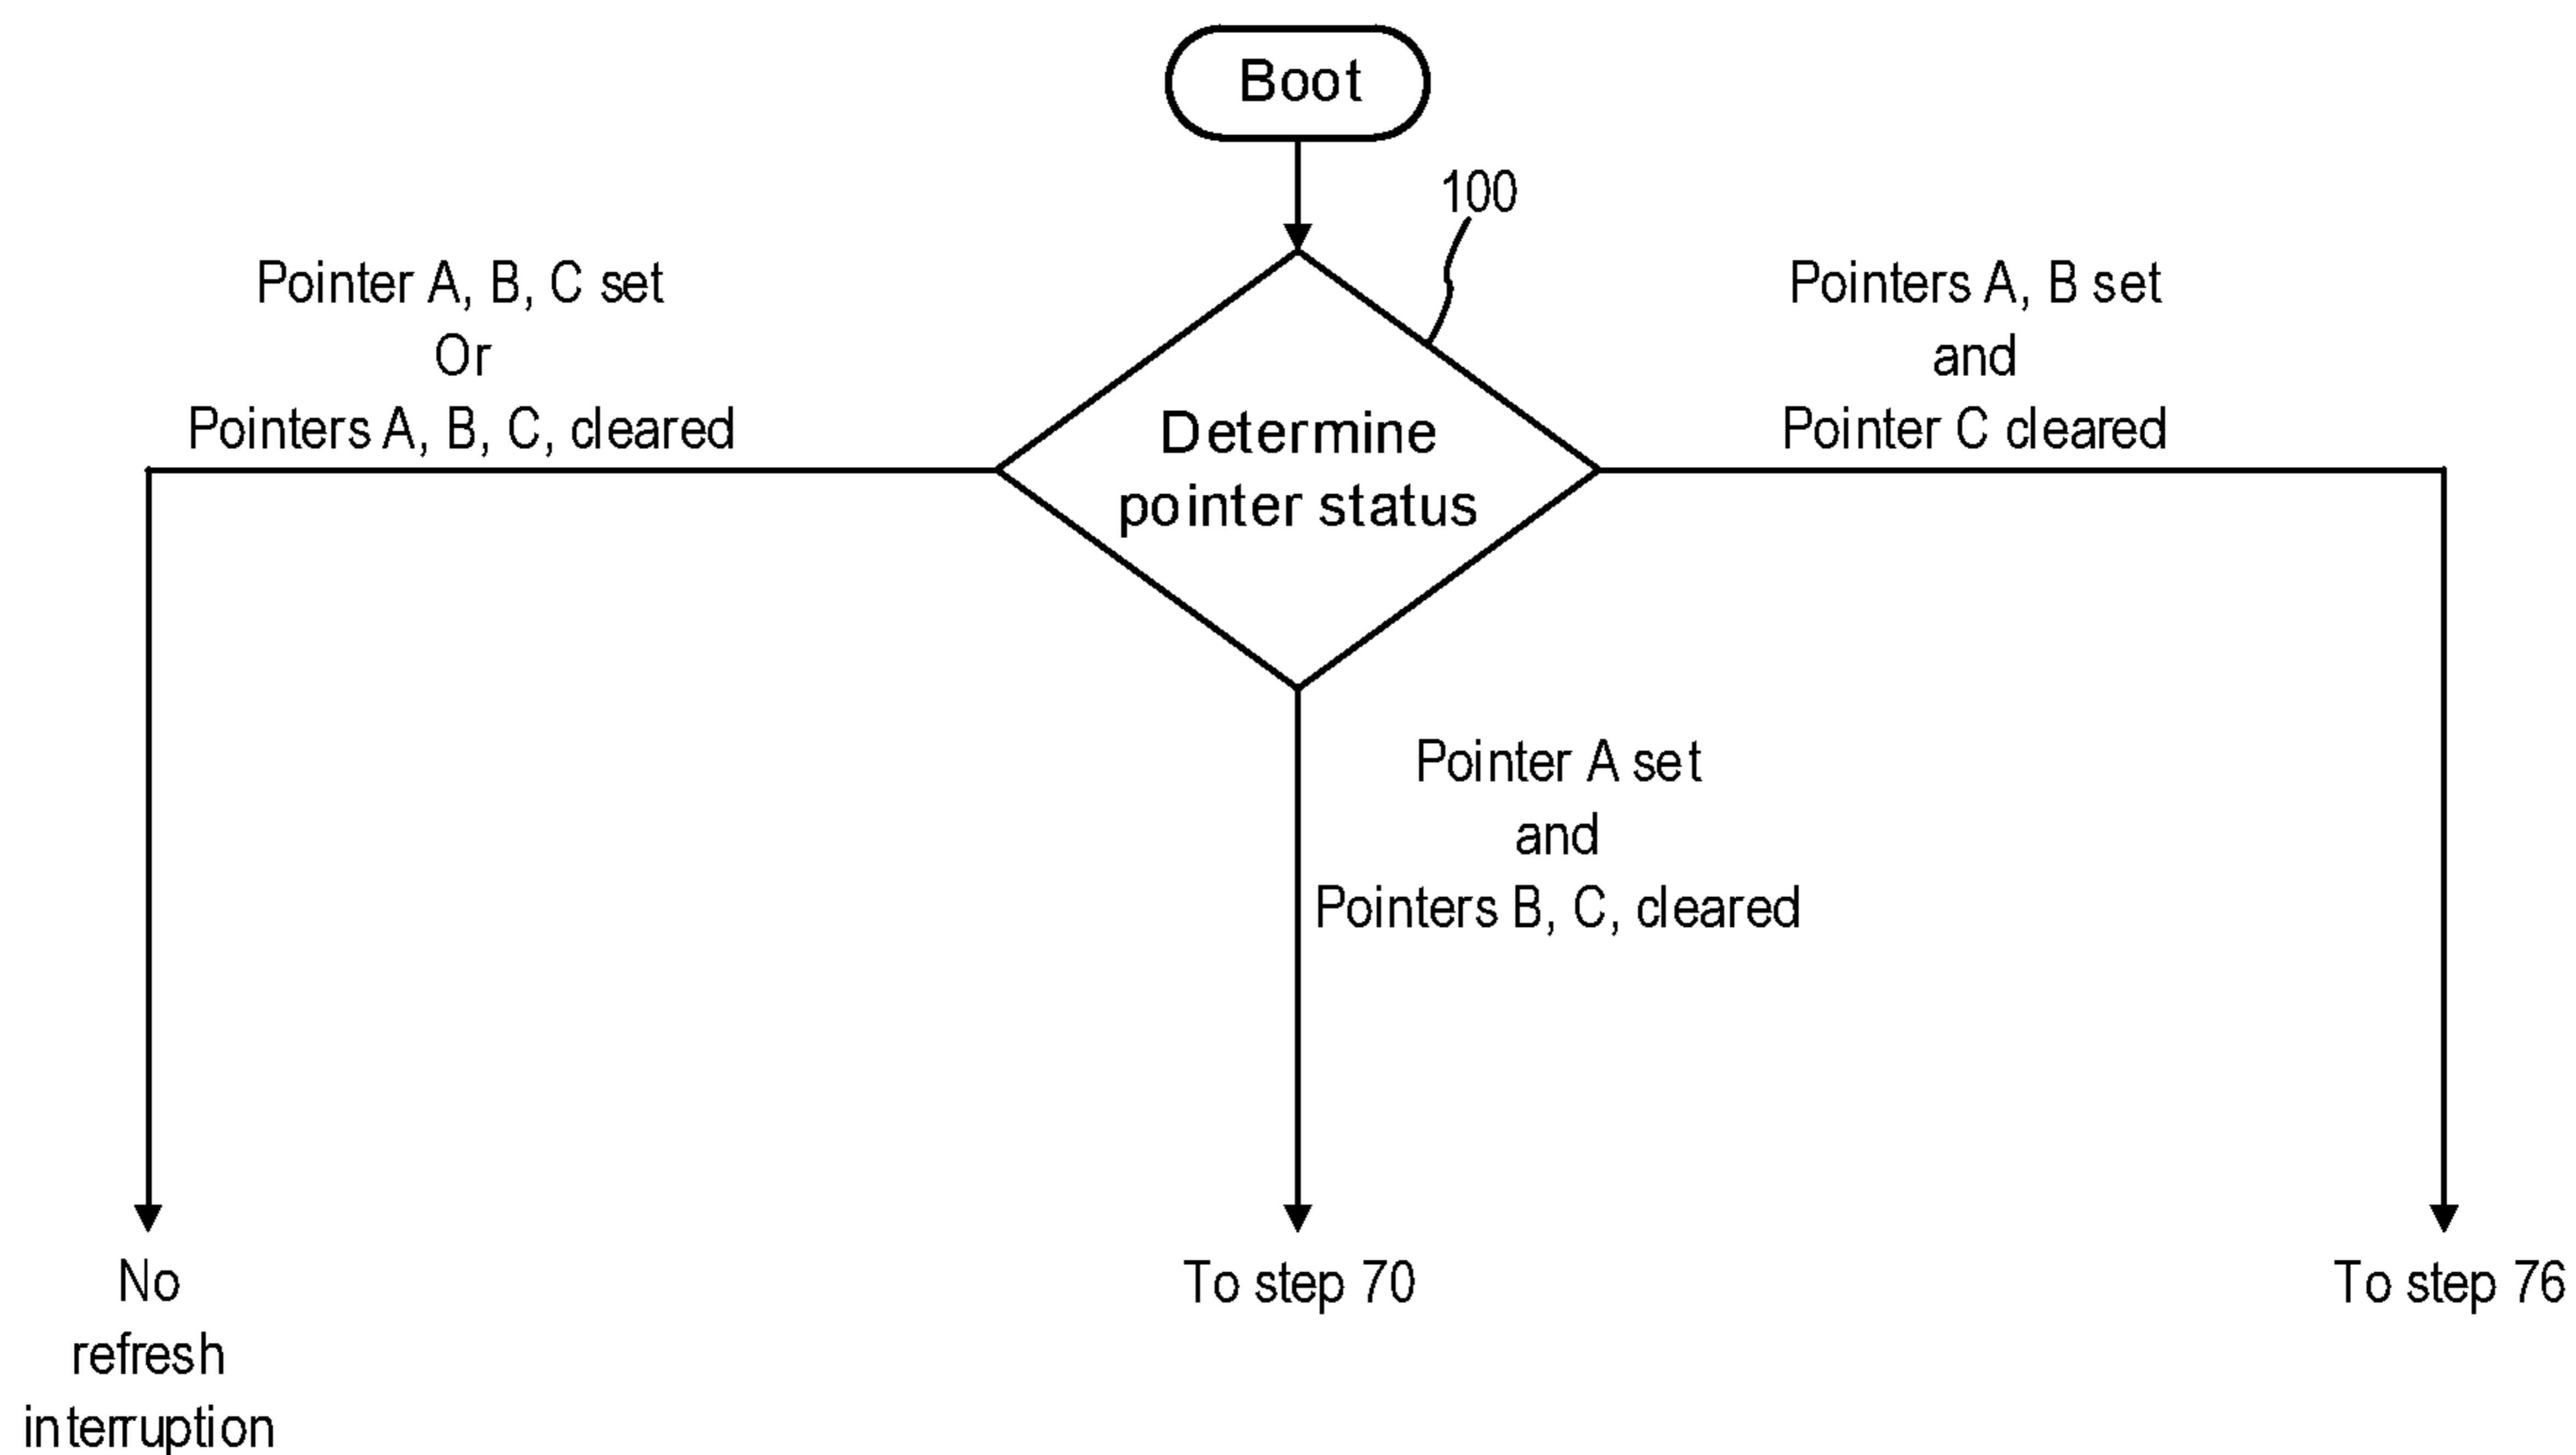 Boot
100
Pointer A, B, C set
Or
Pointers A, B, C, cleared
Determine
pointer status
Pointers A, B set
and
Pointer C cleared
Pointer A set
and
Pointers B, C, cleared
No
refresh
interruption
To step 70
To step 76